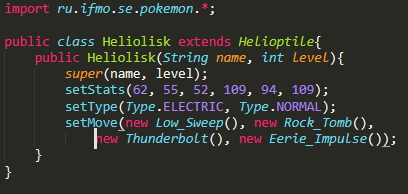 import ru.ifmo.se.pokemon.*;
public class Heliolisk extends Helioptile{
public Heliolisk(String name, int level){
super(name, level);
setStats(62, 55, 52, 109, 94, 109);
setType(Type.ELECTRIC, Type.NORMAL);
setMove(new Low_Sweep(), new Rock_Tomb(),
new Thunderbolt(), new Eerie_Impulse());
}
}